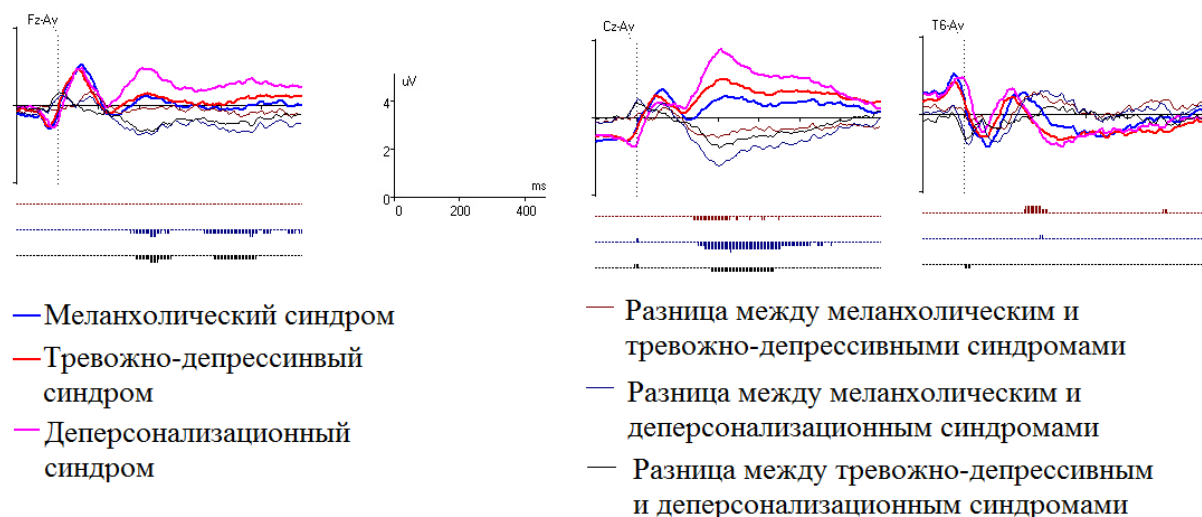 Fz-Av
uV
4
2
0
ms
0 200 400
Cz-Av
T6-Av
Меланхолический синдром
Тревожно-депрессинвый
синдром
Деперсонализационный
синдром
Разница между меланхолическим и
тревожно-депрессивными синдромами
Разница между меланхолическим и
деперсонализационным синдромами
Разница между тревожно-депрессивным
и деперсонализационным синдромами